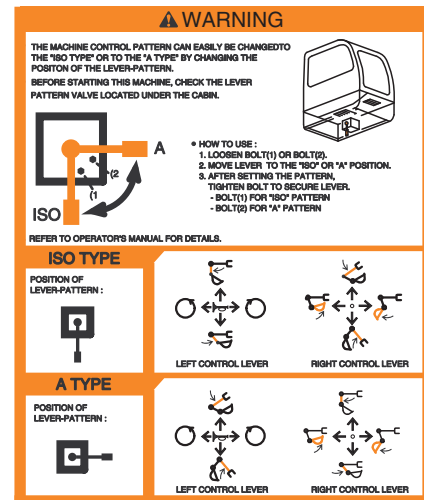 WARNING
THE MACHINE CONTROL PATTERN CAN EASILY BE CHANGEDTO
THE "ISO TYPE" OR TO THE "A TYPE" BY CHANGING THE
POSITON OF THE LEVER-PATTERN.
BEFORE STARTING THIS MACHINE, CHECK THE LEVER
PATTERN VALVE LOCATED UNDER THE CABIN.
A
(2
(1
ISO
• HOW TO USE :
1. LOOSEN BOLT(1) OR BOLT(2).
2. MOVE LEVER TO THE "ISO" OR "A" POSITION.
3. AFTER SETTING THE PATTERN,
TIGHTEN BOLT TO SECURE LEVER.
- BOLT(1) FOR "ISO" PATTERN
- BOLT(2) FOR "A" PATTERN
REFER TO OPERATOR'S MANUAL FOR DETAILS.
ISO TYPE
POSITION OF
LEVER-PATTERN :
LEFT CONTROL LEVER
RIGHT CONTROL LEVER
A TYPE
POSITION OF
LEVER-PATTERN :
LEFT CONTROL LEVER
RIGHT CONTROL LEVER